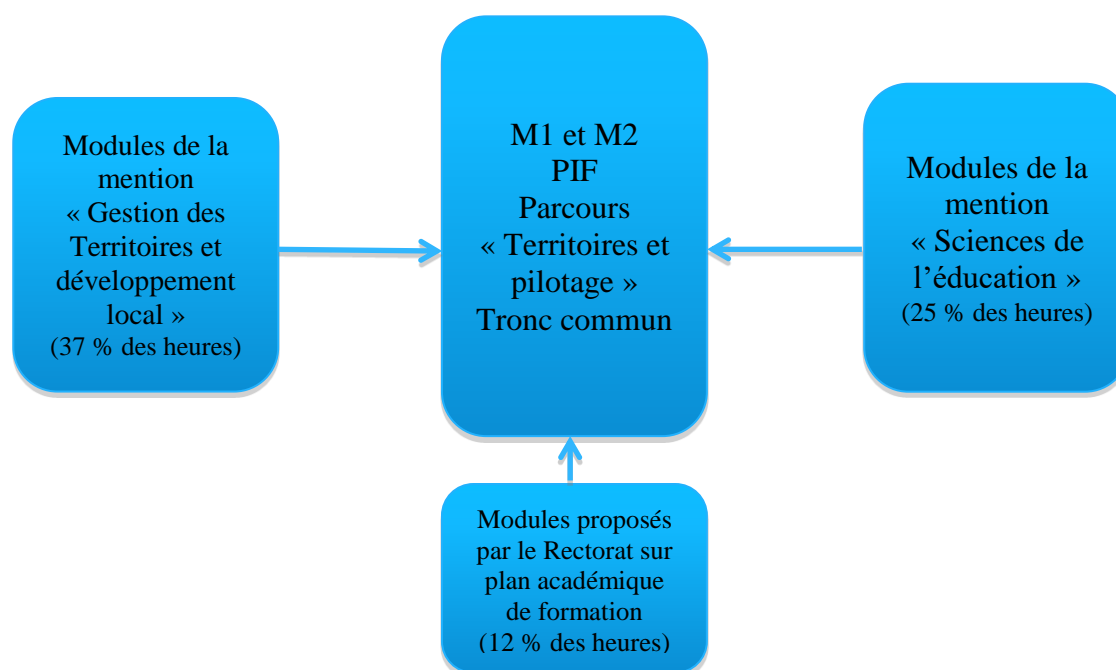 Modules de la
mention
« Gestion des
Territoires et
développement
local »
(37 % des heures)
M1 et M2
PIF
Parcours
« Territoires et
pilotage »
Tronc commun
Modules de la
mention
« Sciences de
l’éducation »
(25 % des heures)
Modules proposés
par le Rectorat sur
plan académique
de formation
(12 % des heures)